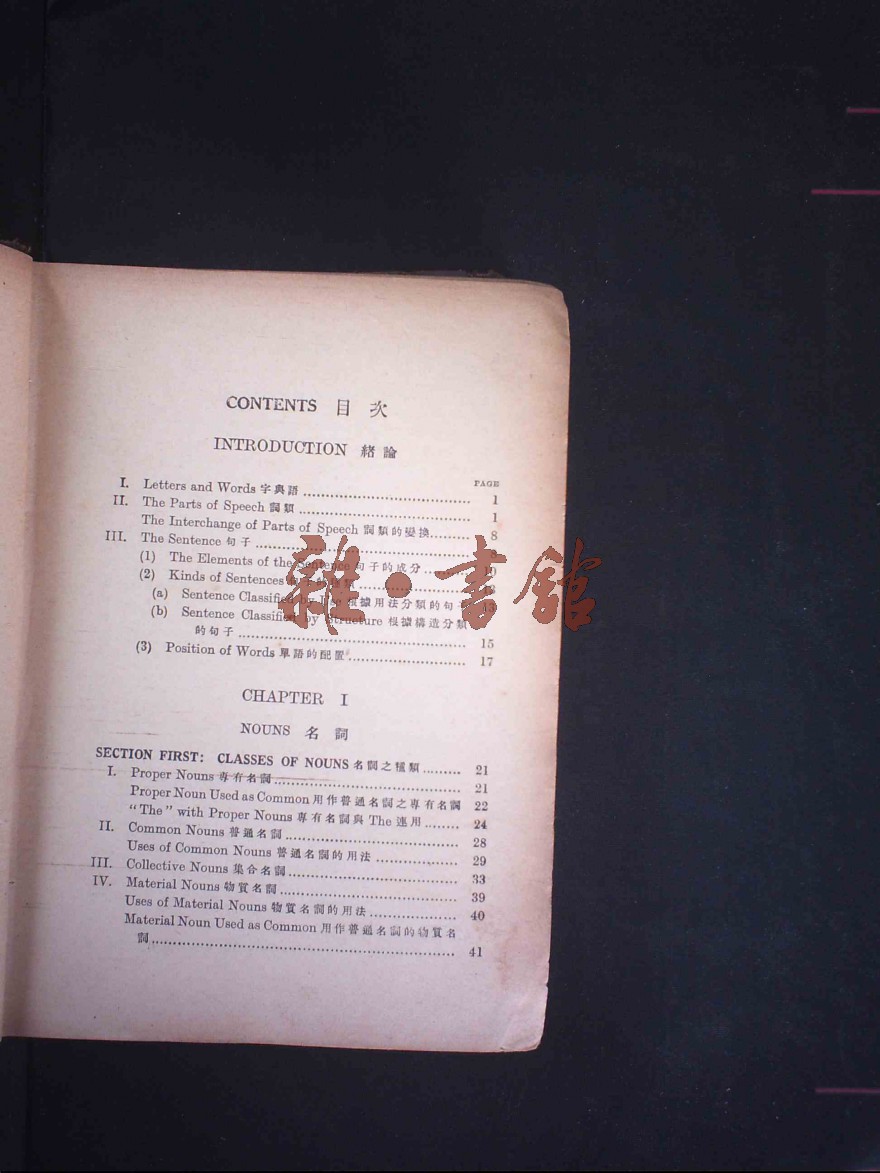 CONTENTS 目次
INTRODUCTION 緒論
PAGE
I. Letters and Words 字與語 ........ 1
II. The Parts of Speech 詞類 ........ 1
The Interchange of Parts of Speech 詞類的變換 ........ 8
III. The Sentence 句子 ........
(1) The Elements of the Sentence 句子的成分 ........ 10
(2) Kinds of Sentences ........
(a) Sentence Classified by Use 根據用法分類的句子
(b) Sentence Classified by Structure 根據構造分類
的句子 ........ 15
(3) Position of Words 單語的配置 ........ 17
CHAPTER I
NOUNS 名詞
SECTION FIRST: CLASSES OF NOUNS 名詞之種類 ........ 21
I. Proper Nouns 專有名詞 ........ 21
Proper Noun Used as Common 用作普通名詞之專有名詞 22
"The" with Proper Nouns 專有名詞與 The 連用 ........ 24
II. Common Nouns 普通名詞 ........ 28
Uses of Common Nouns 普通名詞的用法 ........ 29
III. Collective Nouns 集合名詞 ........ 33
IV. Material Nouns 物質名詞 ........ 39
Uses of Material Nouns 物質名詞的用法 ........ 40
Material Noun Used as Common 用作普通名詞的物質名
詞 ........ 41
雜·書館